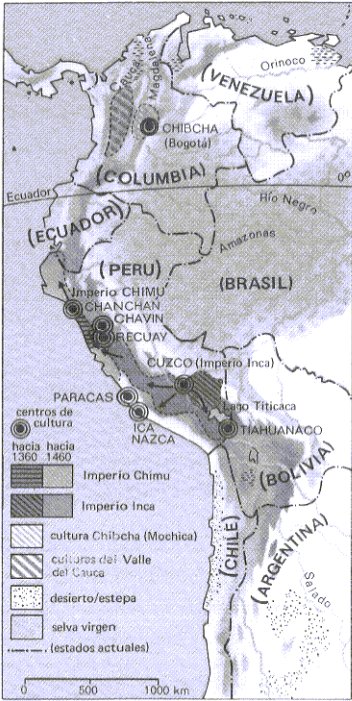 Orinoco
(VENEZUELA)
Cauca
Magdalena
CHIBCHA
(Bogotá)
(COLUMBIA)
Ecuador
0º
Río Negro
(ECUADOR)
Amazonas
(PERU)
(BRASIL)
Imperio CHIMU
CHANCHAN
CHAVIN
RECUAY
CUZCO (Imperio Inca)
PARACAS
Lago Titicaca
ICA
NAZCA
TIAHUANACO
(BOLIVIA)
(CHILE)
(ARGENTINA)
Salado
centros de
cultura
hacia hacia
1360 1460
Imperio Chimu
Imperio Inca
cultura Chibcha (Mochica)
culturas del Valle
del Cauca
desierto/estepa
selva virgen
(estados actuales)
0 500 1000 km